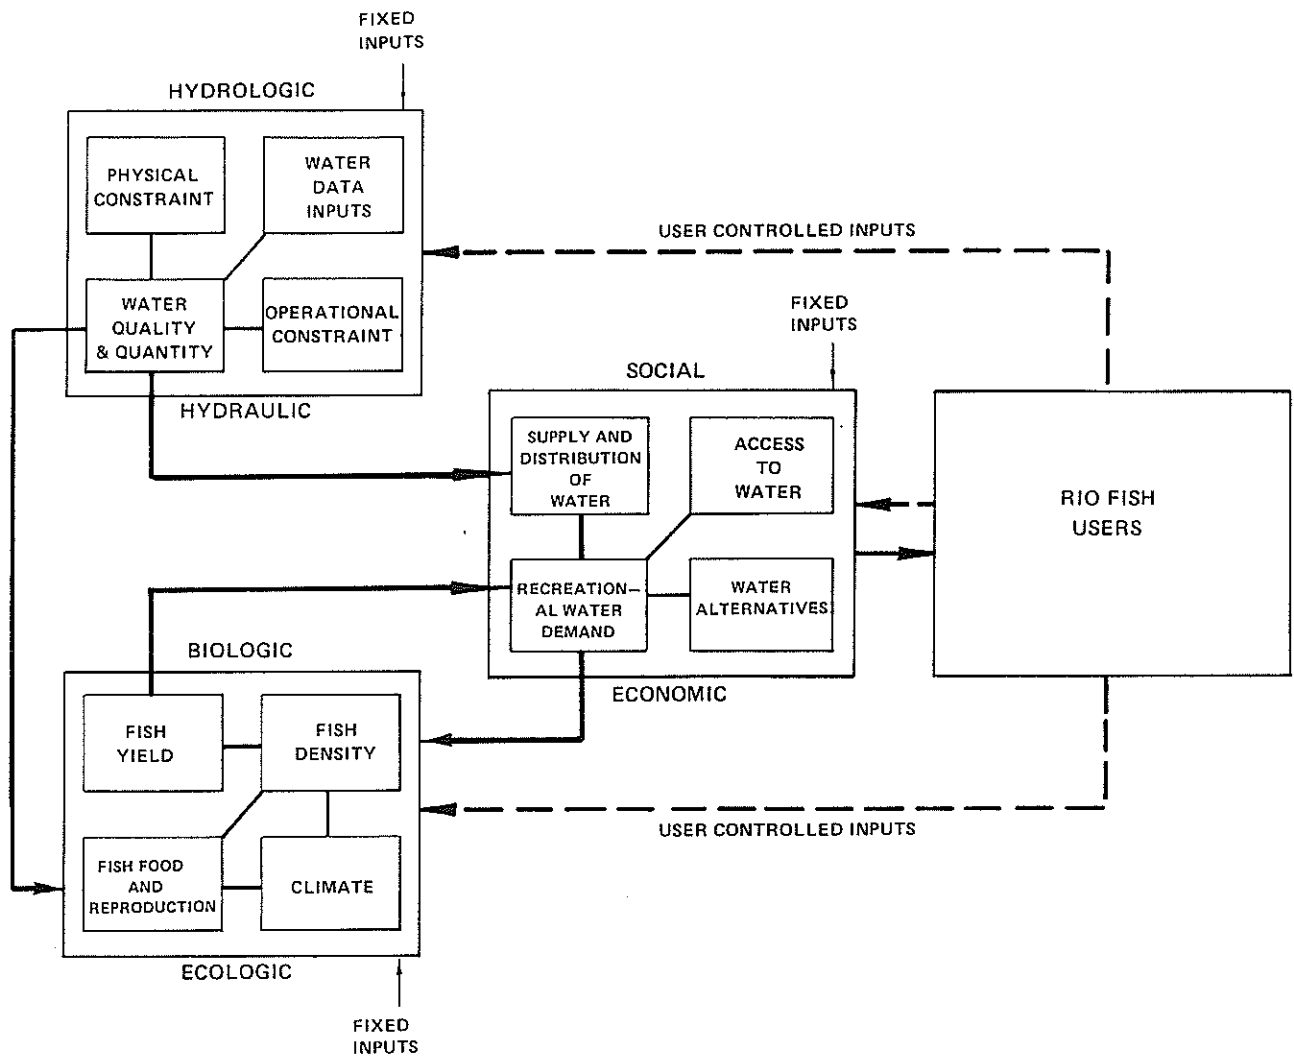 FIXED
INPUTS
HYDROLOGIC
PHYSICAL
CONSTRAINT
WATER
DATA
INPUTS
WATER
QUALITY
& QUANTITY
OPERATIONAL
CONSTRAINT
HYDRAULIC
USER CONTROLLED INPUTS
FIXED
INPUTS
SOCIAL
SUPPLY AND
DISTRIBUTION
OF
WATER
ACCESS
TO
WATER
RECREATION—
AL WATER
DEMAND
WATER
ALTERNATIVES
ECONOMIC
RIO FISH
USERS
BIOLOGIC
FISH
YIELD
FISH
DENSITY
FISH FOOD
AND
REPRODUCTION
CLIMATE
ECOLOGIC
USER CONTROLLED INPUTS
FIXED
INPUTS